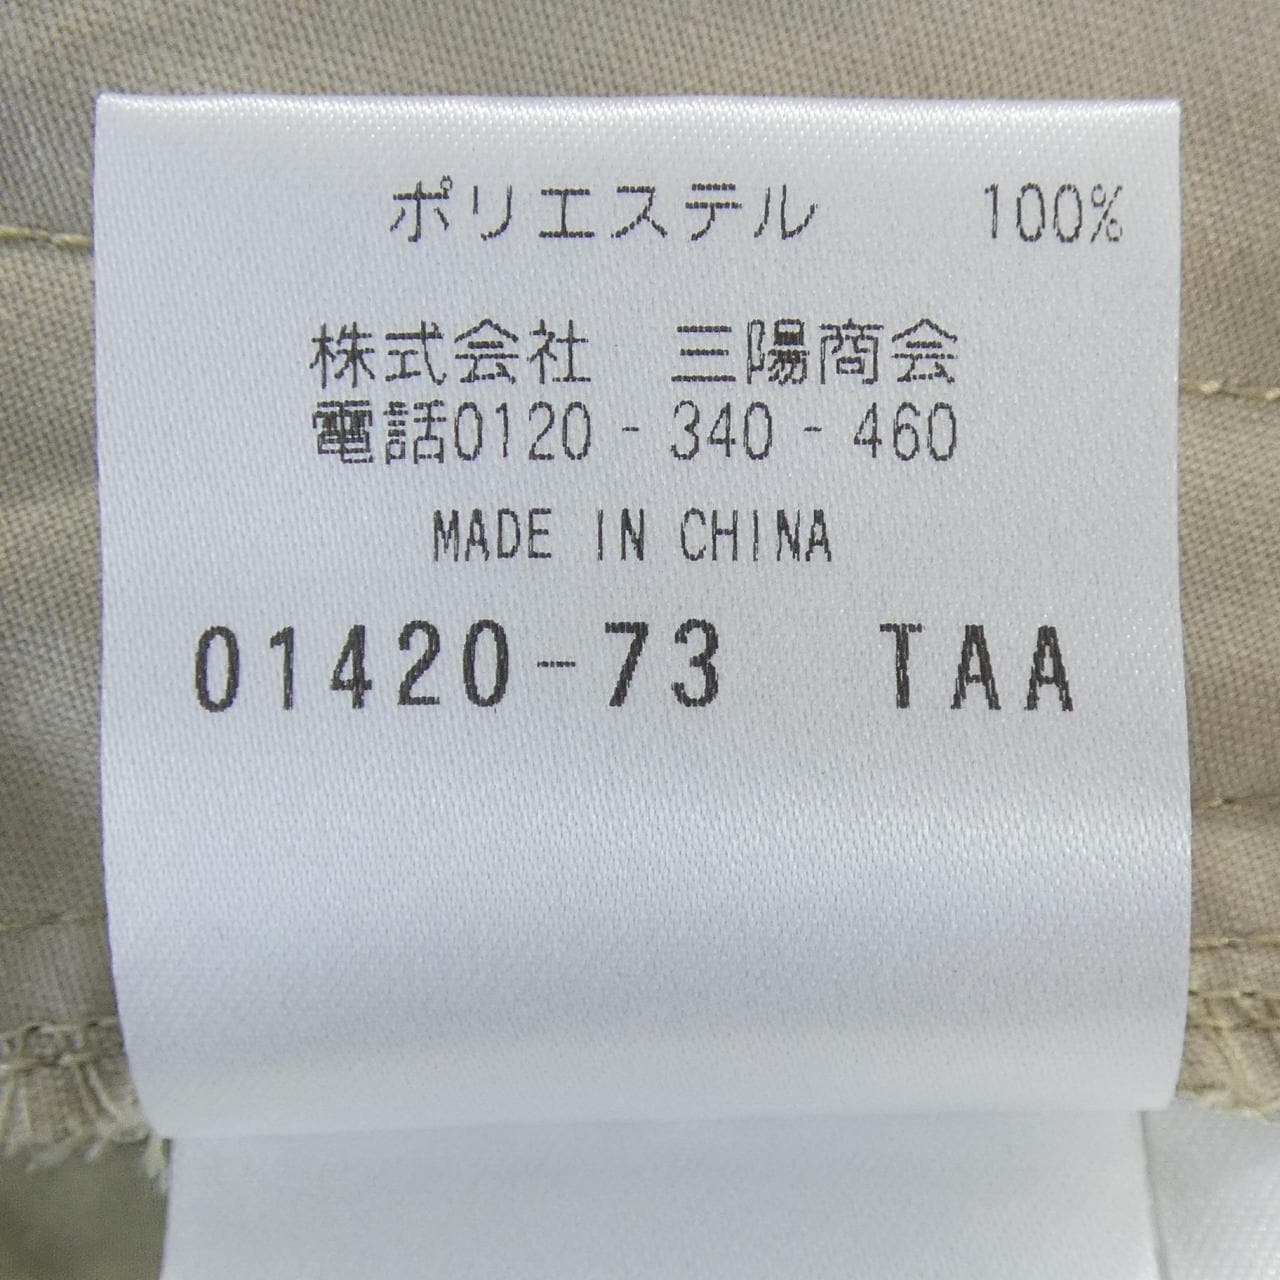 ポリエステル 100%
株式会社 三陽商会
電話0120-340-460
MADE IN CHINA
01420-73 TAA